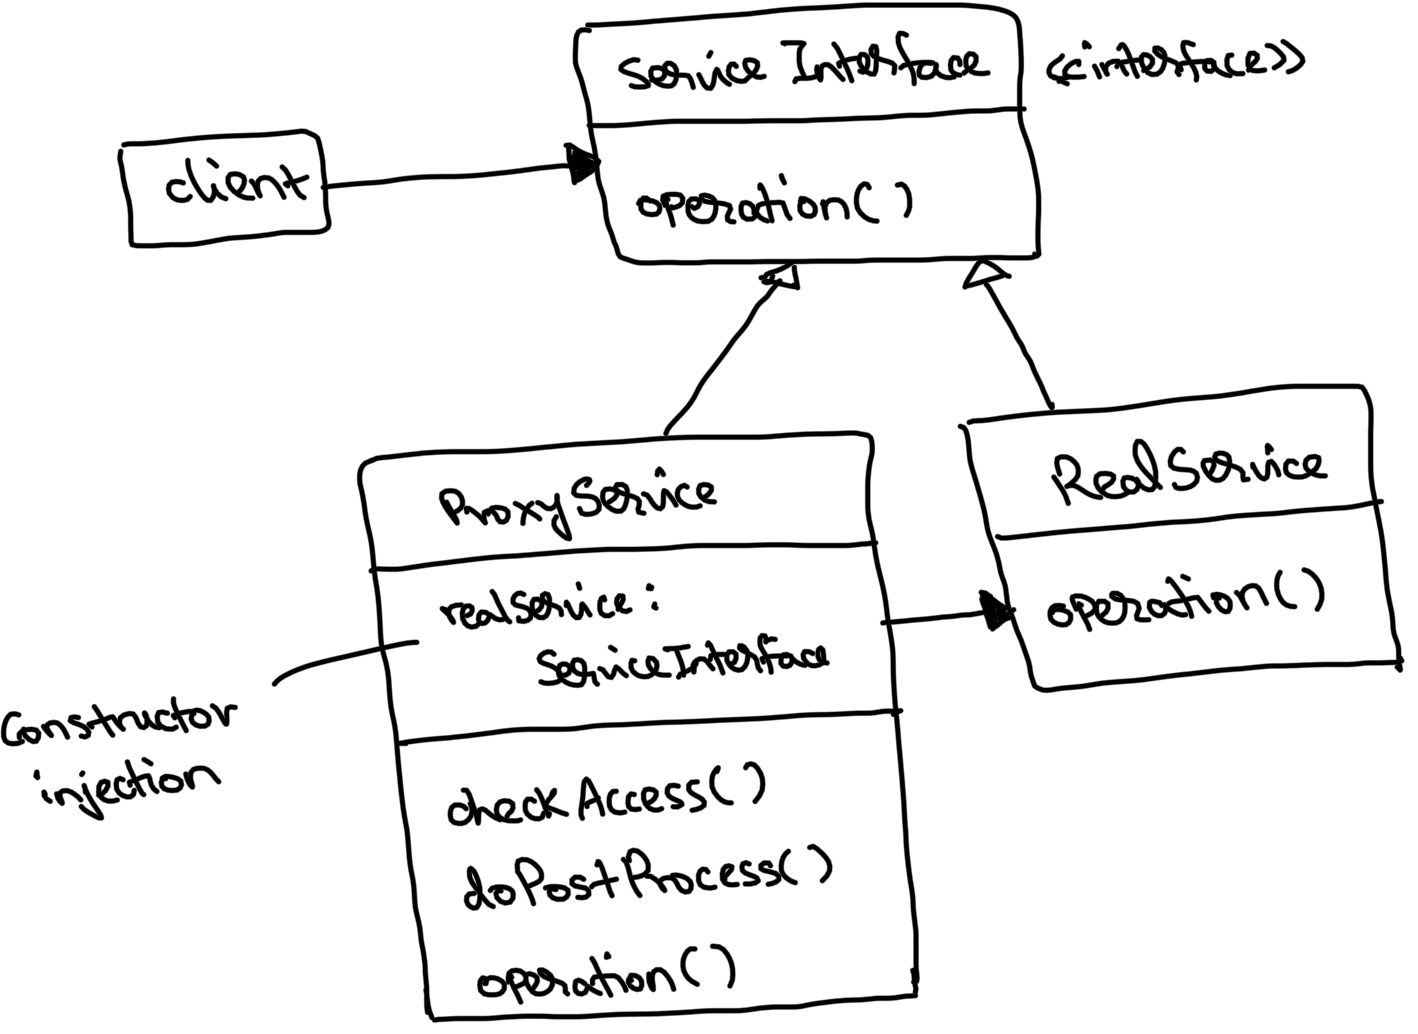 Service Interface
<<interface>>
client
operation()
ProxyService
RealService
realService:
ServiceInterface
operation()
Constructor
injection
checkAccess()
doPostProcess()
operation()